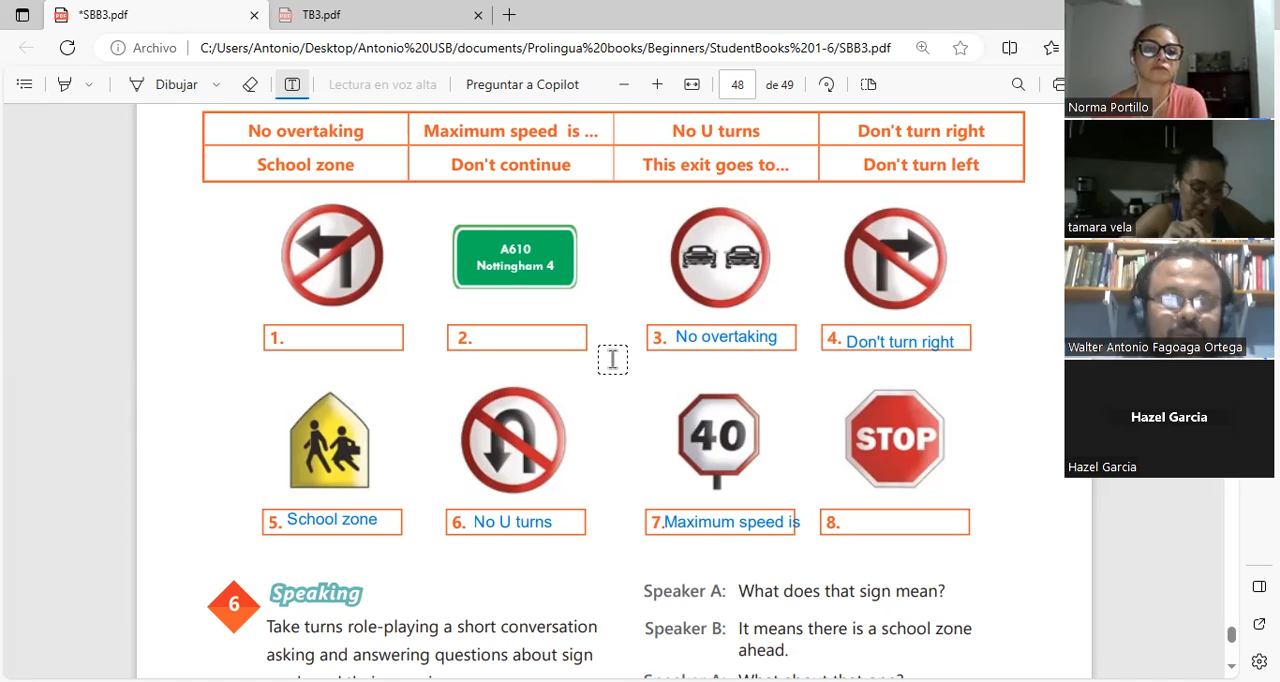 *SBB3.pdf
TB3.pdf
Archivo
C:/Users/Antonio/Desktop/Antonio%20USB/documents/Prolingua%20books/Beginners/StudentBooks%201-6/SBB3.pdf
Dibujar
Lectura en voz alta
Preguntar a Copilot
48
de 49
No overtaking
Maximum speed is ...
No U turns
Don't turn right
School zone
Don't continue
This exit goes to...
Don't turn left
A610
Nottingham 4
1.
2.
3. No overtaking
4. Don't turn right
40
STOP
5. School zone
6. No U turns
7. Maximum speed is
8.
6
Speaking
Take turns role-playing a short conversation
asking and answering questions about sign
Speaker A: What does that sign mean?
Speaker B: It means there is a school zone
ahead.
Norma Portillo
tamara vela
Walter Antonio Fagoaga Ortega
Hazel Garcia
Hazel Garcia